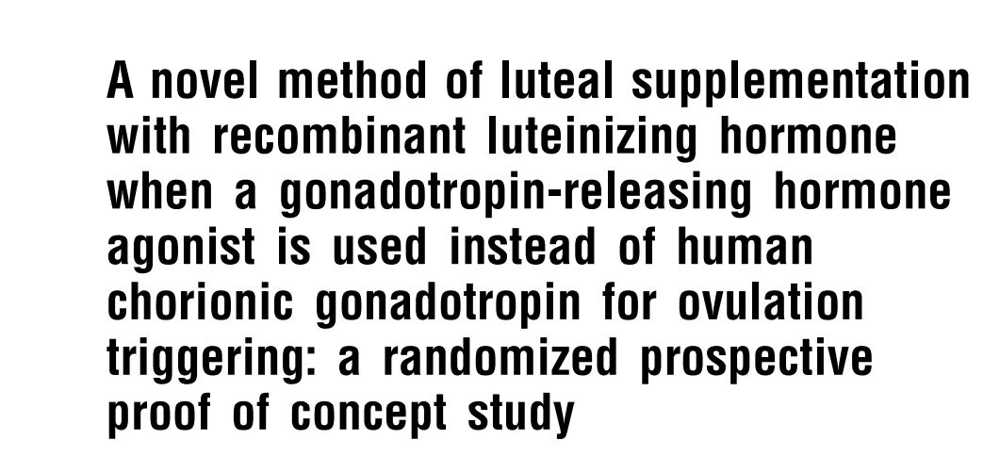 A novel method of luteal supplementation
with recombinant luteinizing hormone
when a gonadotropin-releasing hormone
agonist is used instead of human
chorionic gonadotropin for ovulation
triggering: a randomized prospective
proof of concept study